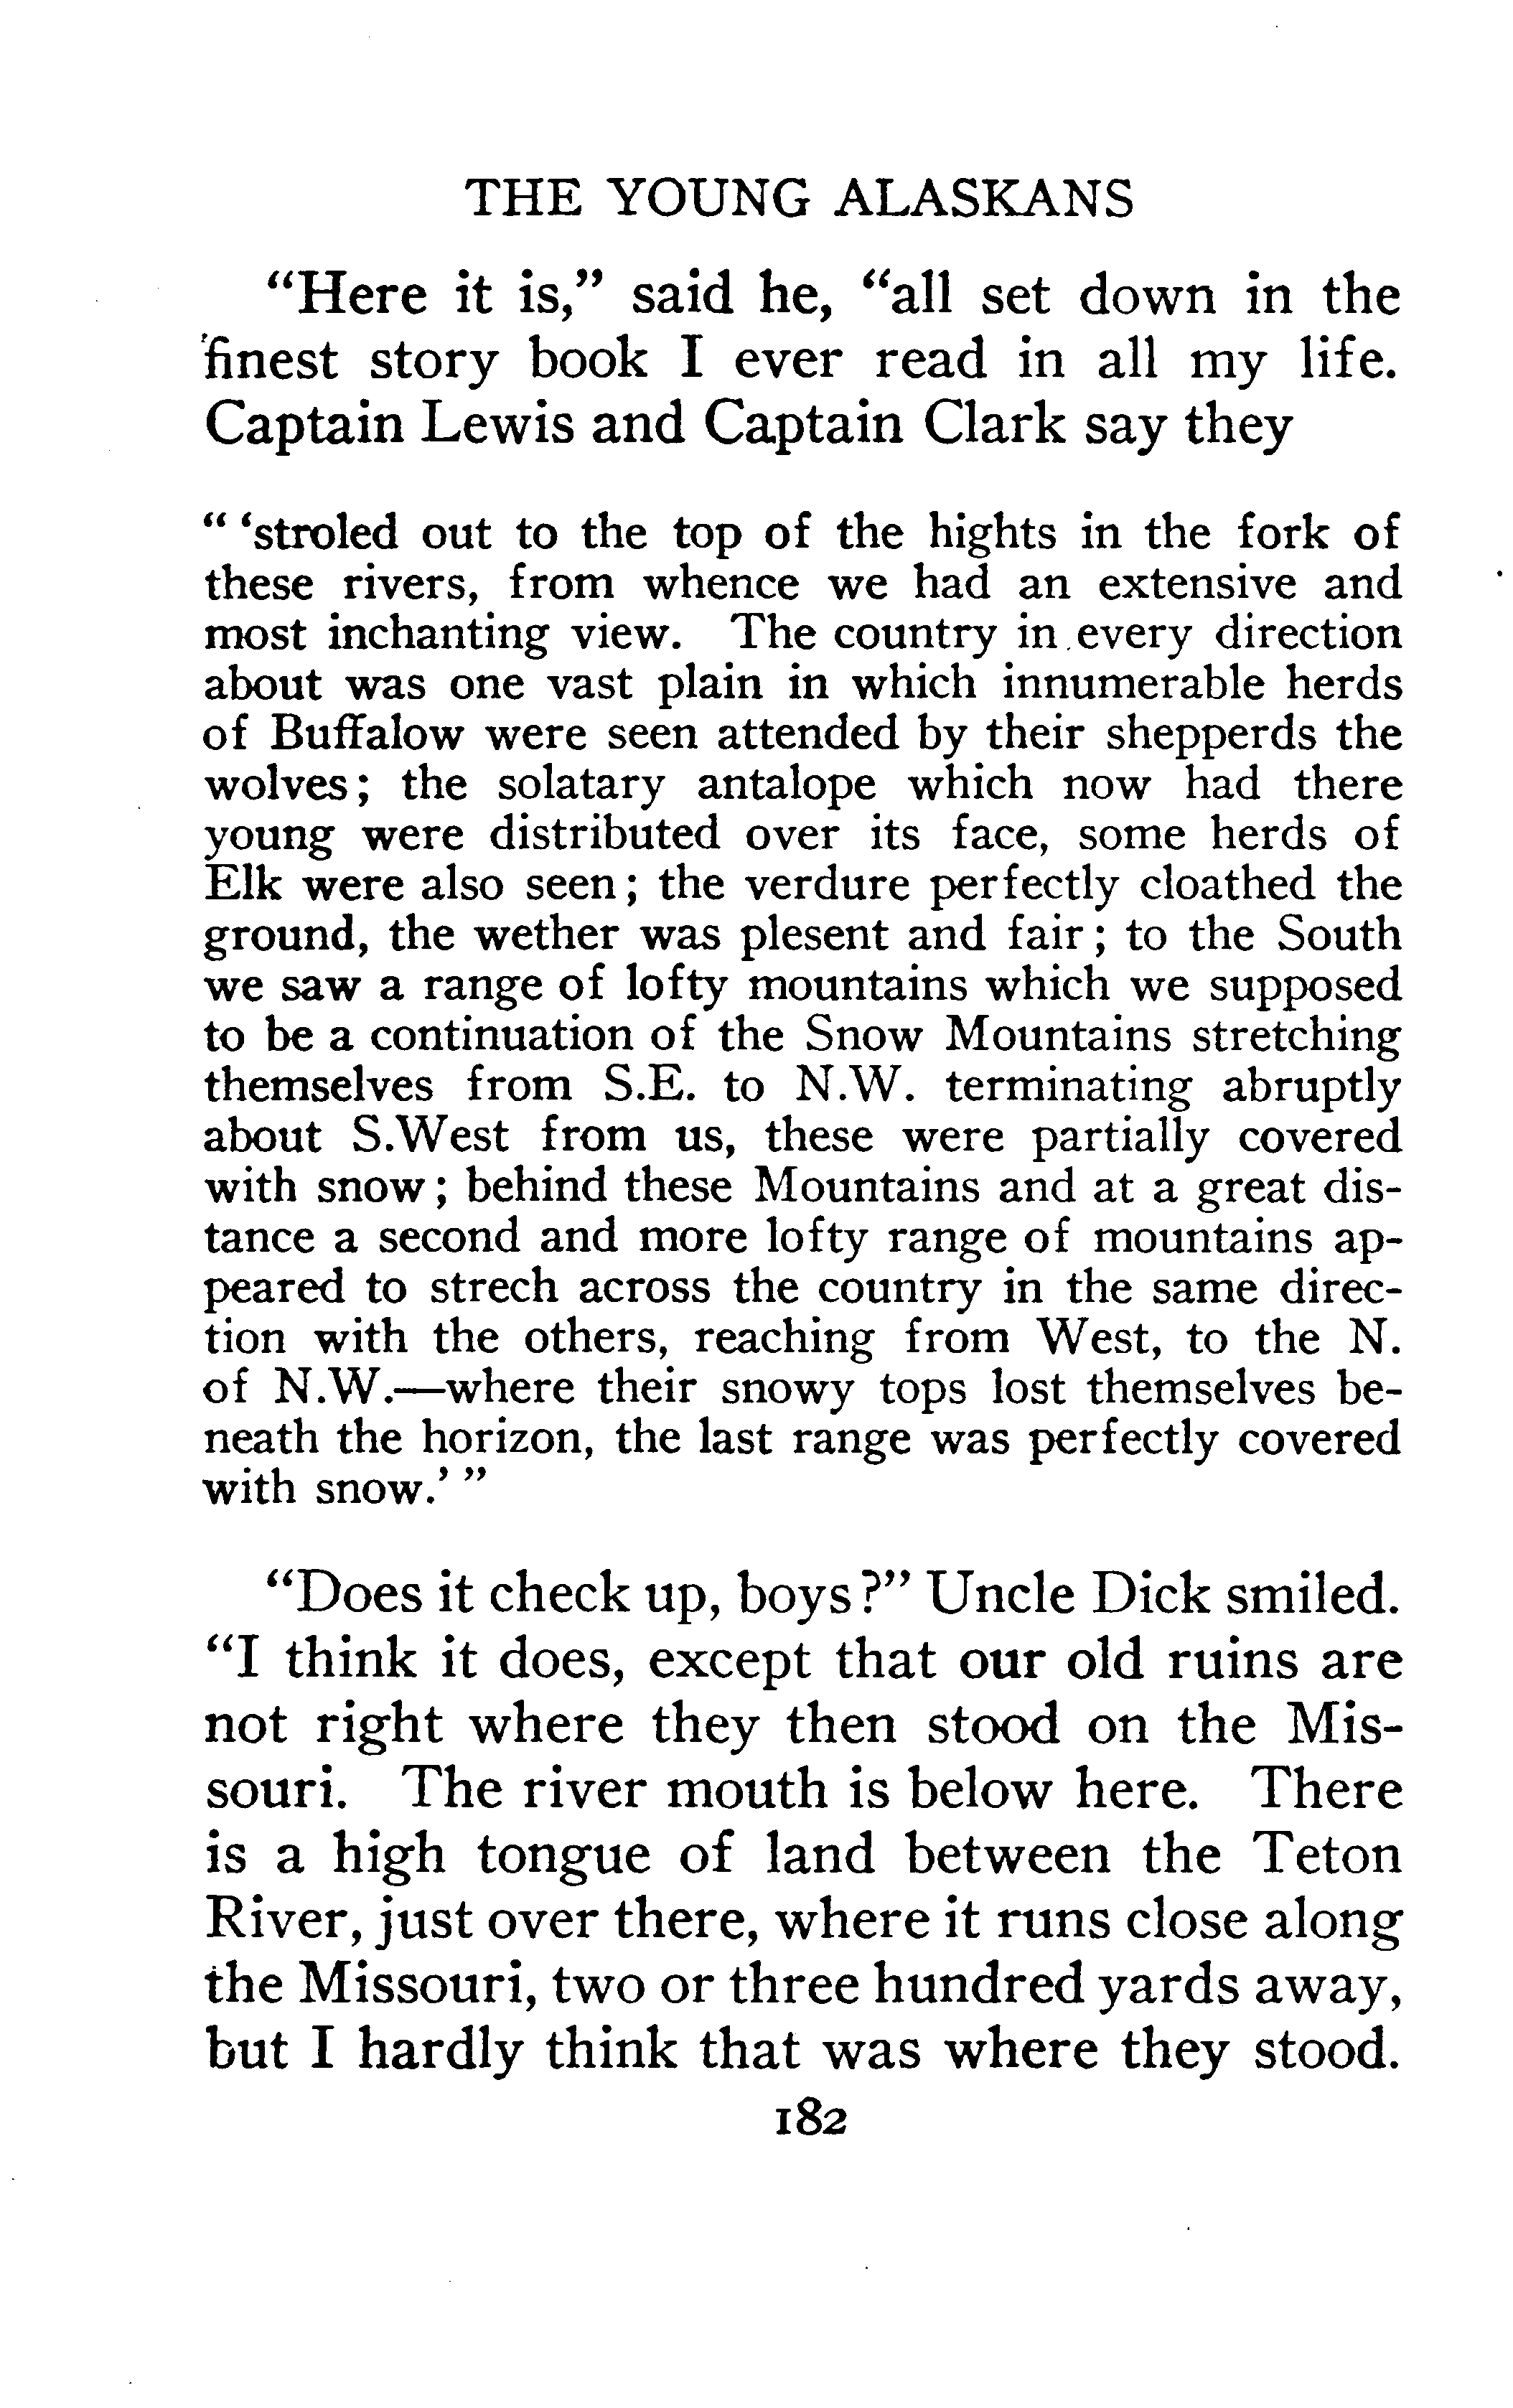 THE YOUNG ALASKANS
“Here it is,” said he, “all set down in the
finest story book I ever read in all my life.
Captain Lewis and Captain Clark say they
“ ‘stroled out to the top of the hights in the fork of
these rivers, from whence we had an extensive and
most inchanting view. The country in every direction
about was one vast plain in which innumerable herds
of Buffalow were seen attended by their shepperds the
wolves; the solatary antalope which now had there
young were distributed over its face, some herds of
Elk were also seen; the verdure perfectly cloathed the
ground, the wether was plesent and fair; to the South
we saw a range of lofty mountains which we supposed
to be a continuation of the Snow Mountains stretching
themselves from S.E. to N.W. terminating abruptly
about S.West from us, these were partially covered
with snow; behind these Mountains and at a great dis-
tance a second and more lofty range of mountains ap-
peared to strech across the country in the same direc-
tion with the others, reaching from West, to the N.
of N.W.—where their snowy tops lost themselves be-
neath the horizon, the last range was perfectly covered
with snow.’ ”
“Does it check up, boys?” Uncle Dick smiled.
“I think it does, except that our old ruins are
not right where they then stood on the Mis-
souri. The river mouth is below here. There
is a high tongue of land between the Teton
River, just over there, where it runs close along
the Missouri, two or three hundred yards away,
but I hardly think that was where they stood.
182